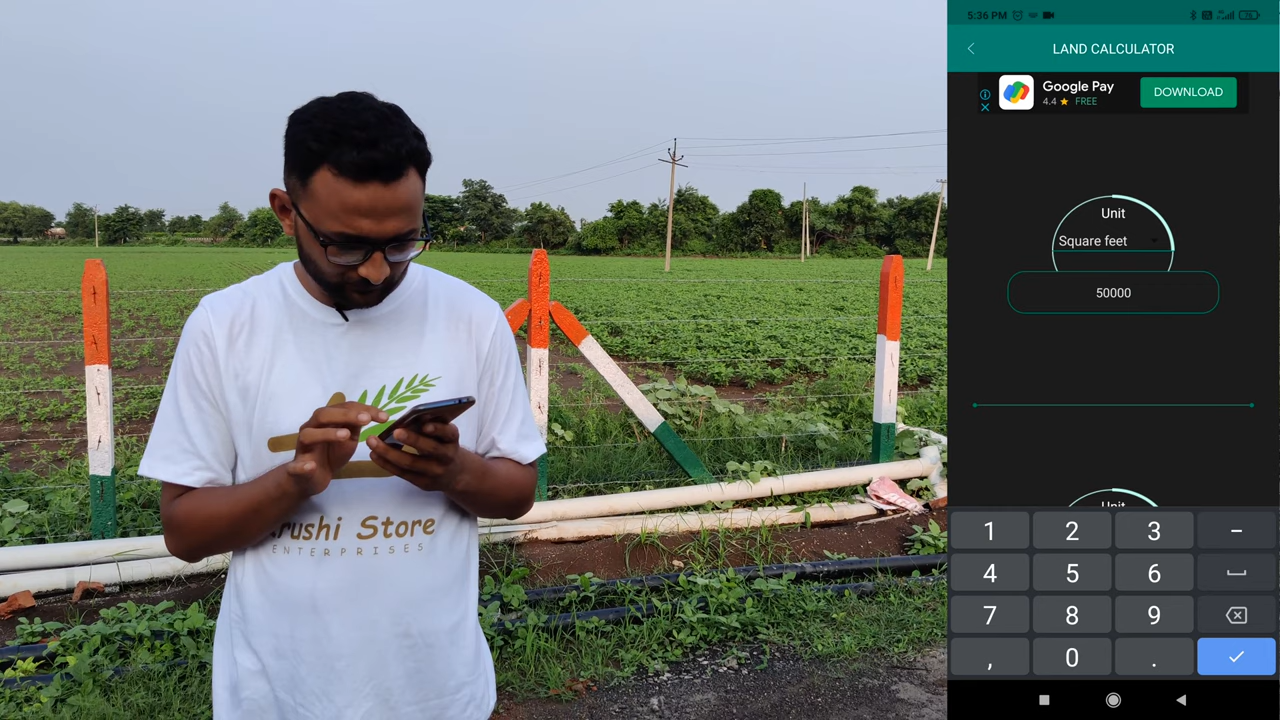 rushi Store
ENTERPRISES
5:36 PM
LAND CALCULATOR
Google Pay
4.4 ★ FREE
DOWNLOAD
Unit
Square feet
50000
Unit
1 2 3 -
4 5 6
7 8 9
, 0 .